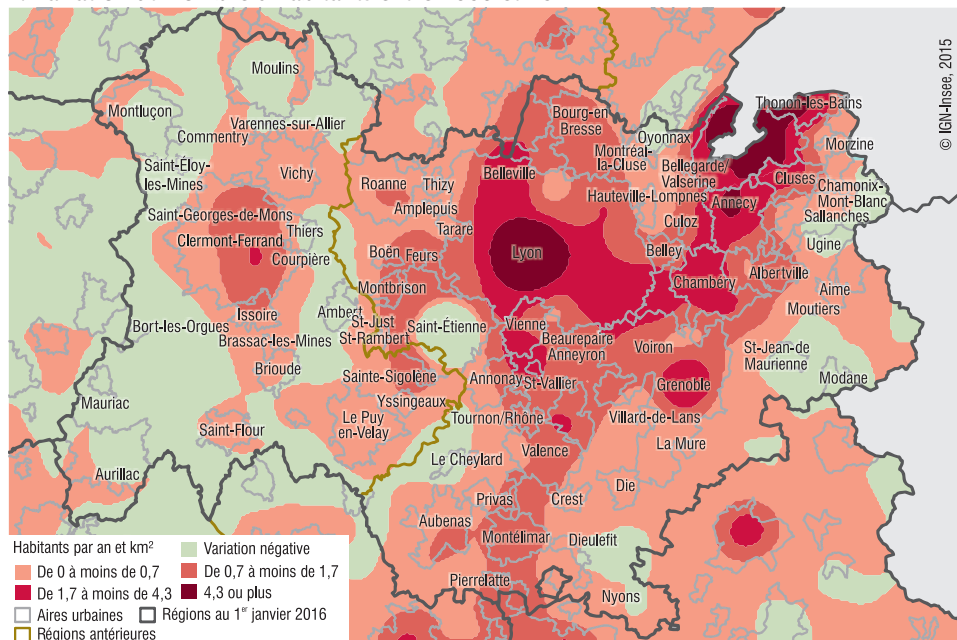 © IGN-Insee, 2015
Moulins
Montluçon
Thonon-les-Bains
Bourg-en
Bresse
Varennes-sur-Allier
Commentry
Oyonnax
Morzine
Montréal-
la-Cluse
Saint-Éloy-
les-Mines
Vichy
Belleville
Bellegarde/
Valserine
Cluses
Roanne
Thizy
Chamonix-
Mont-Blanc
Hauteville-Lompnes
Annecy
Amplepuis
Saint-Georges-de-Mons
Sallanches
Culoz
Thiers
Tarare
Clermont-Ferrand
Ugine
Boën
Feurs
Lyon
Belley
Courpière
Albertville
Chambéry
Montbrison
Aime
Moutiers
Issoire
Ambert
St-Just
St-Rambert
Saint-Étienne
Vienne
Bort-les-Orgues
Brassac-les-Mines
Beaurepaire
Anneyron
Voiron
St-Jean-de
Maurienne
Brioude
Sainte-Sigolène
Annonay
St-Vallier
Grenoble
Modane
Yssingeaux
Mauriac
Le Puy
en-Velay
Tournon/Rhône
Villard-de-Lans
Saint-Flour
La Mure
Valence
Le Cheylard
Aurillac
Die
Privas
Crest
Aubenas
Montélimar
Dieulefit
Pierrelatte
Nyons
Habitants par an et km²
Variation négative
De 0 à moins de 0,7
De 0,7 à moins de 1,7
De 1,7 à moins de 4,3
4,3 ou plus
Aires urbaines
Régions au 1er janvier 2016
Régions antérieures